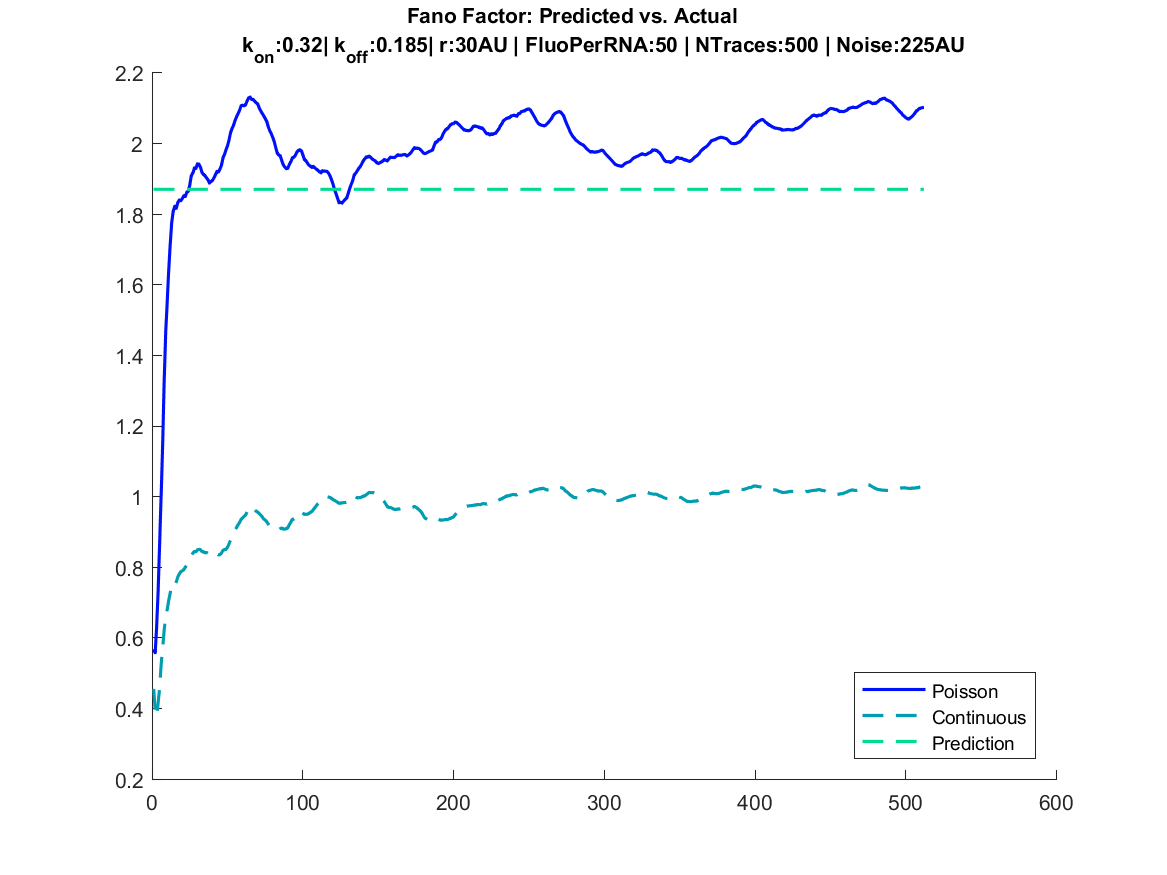 Fano Factor: Predicted vs. Actual
kon:0.32| koff:0.185| r:30AU | FluoPerRNA:50 | NTraces:500 | Noise:225AU
2.2
2
1.8
1.6
1.4
1.2
1
0.8
0.6
0.4
0.2
Poisson
Continuous
Prediction
0 100 200 300 400 500 600